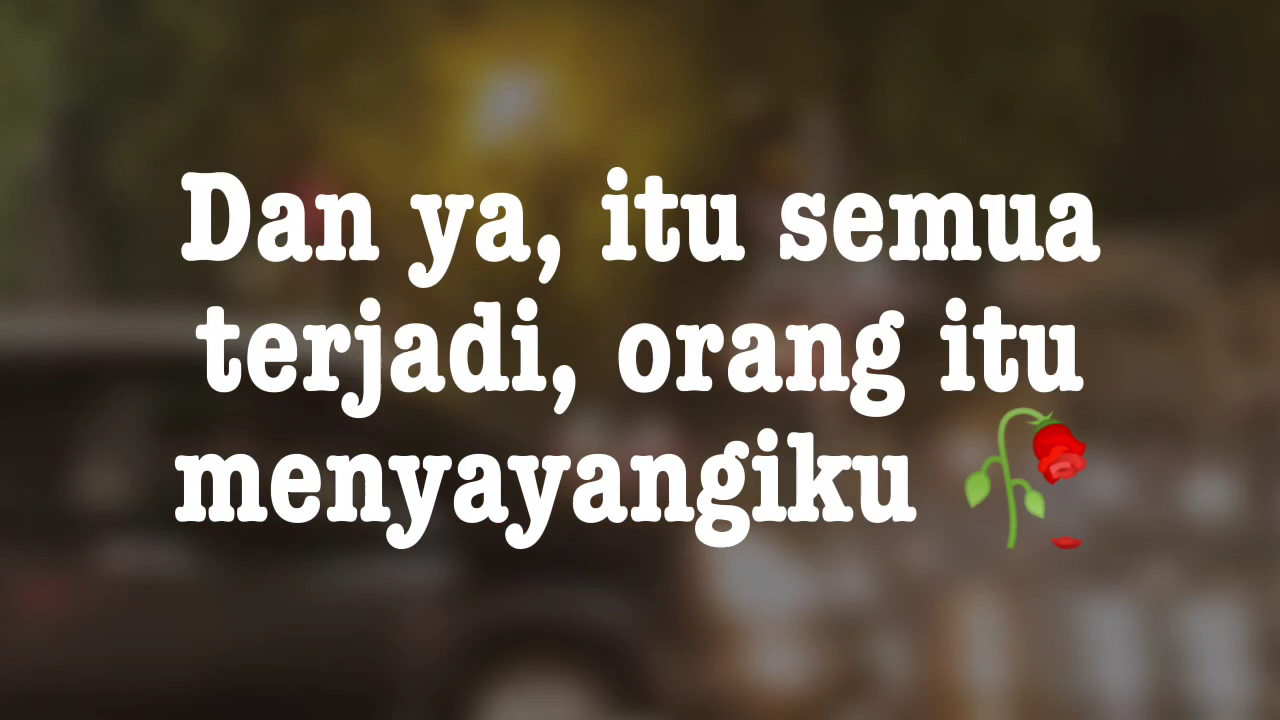 Dan ya, itu semua
terjadi, orang itu
menyayangiku 🥀